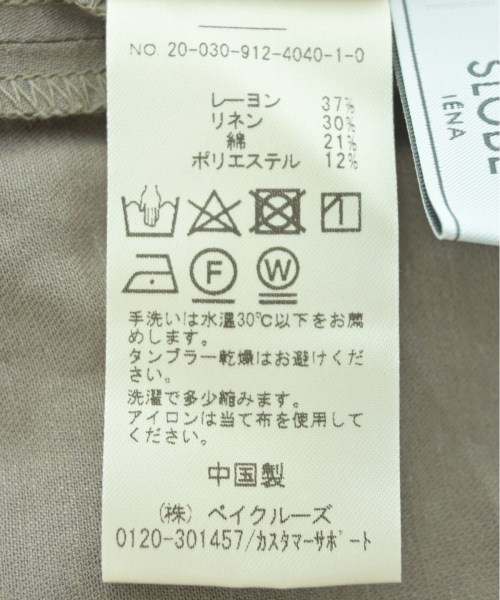 NO. 20-030-912-4040-1-0
レーヨン 37%
リネン 30%
綿 21%
ポリエステル 12%
F
W
手洗いは水温30℃以下をお薦
めします。
タンブラー乾燥はお避けくださ
い。
洗濯で多少縮みます。
アイロンは当て布を使用して
ください。
中国製
(株) ベイクルーズ
0120-301457/カスタマーサポート
SLOBE
IÉNA